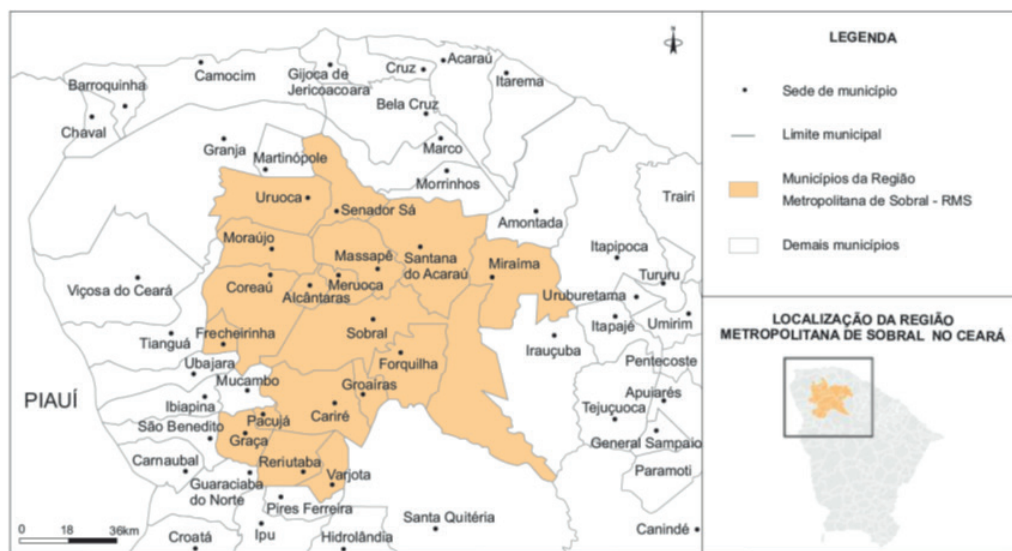 Barroquinha
Chaval
Camocim
Gijoca de
Jericoacoara
Cruz
Acaraú
Itarema
Bela Cruz
Granja
Martinópole
Marco
Morrinhos
Trairi
Uruoca
Senador Sá
Amontada
Moraújo
Massapê
Santana
do Acaraú
Miraíma
Itapipoca
Viçosa do Ceará
Coreaú
Alcântaras
Meruoca
Tururu
Uruburetama
Frecheirinha
Sobral
Itapajé
Umirim
Tianguá
Irauçuba
Ubajara
Forquilha
Pentecoste
PIAUÍ
Mucambo
Groaíras
Apuiarés
Ibiapina
Pacujá
Cariré
Tejuçuoca
São Benedito
Graça
General Sampaio
Carnaubal
Reriutaba
Varjota
Paramoti
Guaraciaba
do Norte
Pires Ferreira
Santa Quitéria
Canindé
Croatá
Ipu
Hidrolândia
0 18 36km
LEGENDA
Sede de município
Limite municipal
Municípios da Região
Metropolitana de Sobral - RMS
Demais municípios
LOCALIZAÇÃO DA REGIÃO
METROPOLITANA DE SOBRAL NO CEARÁ